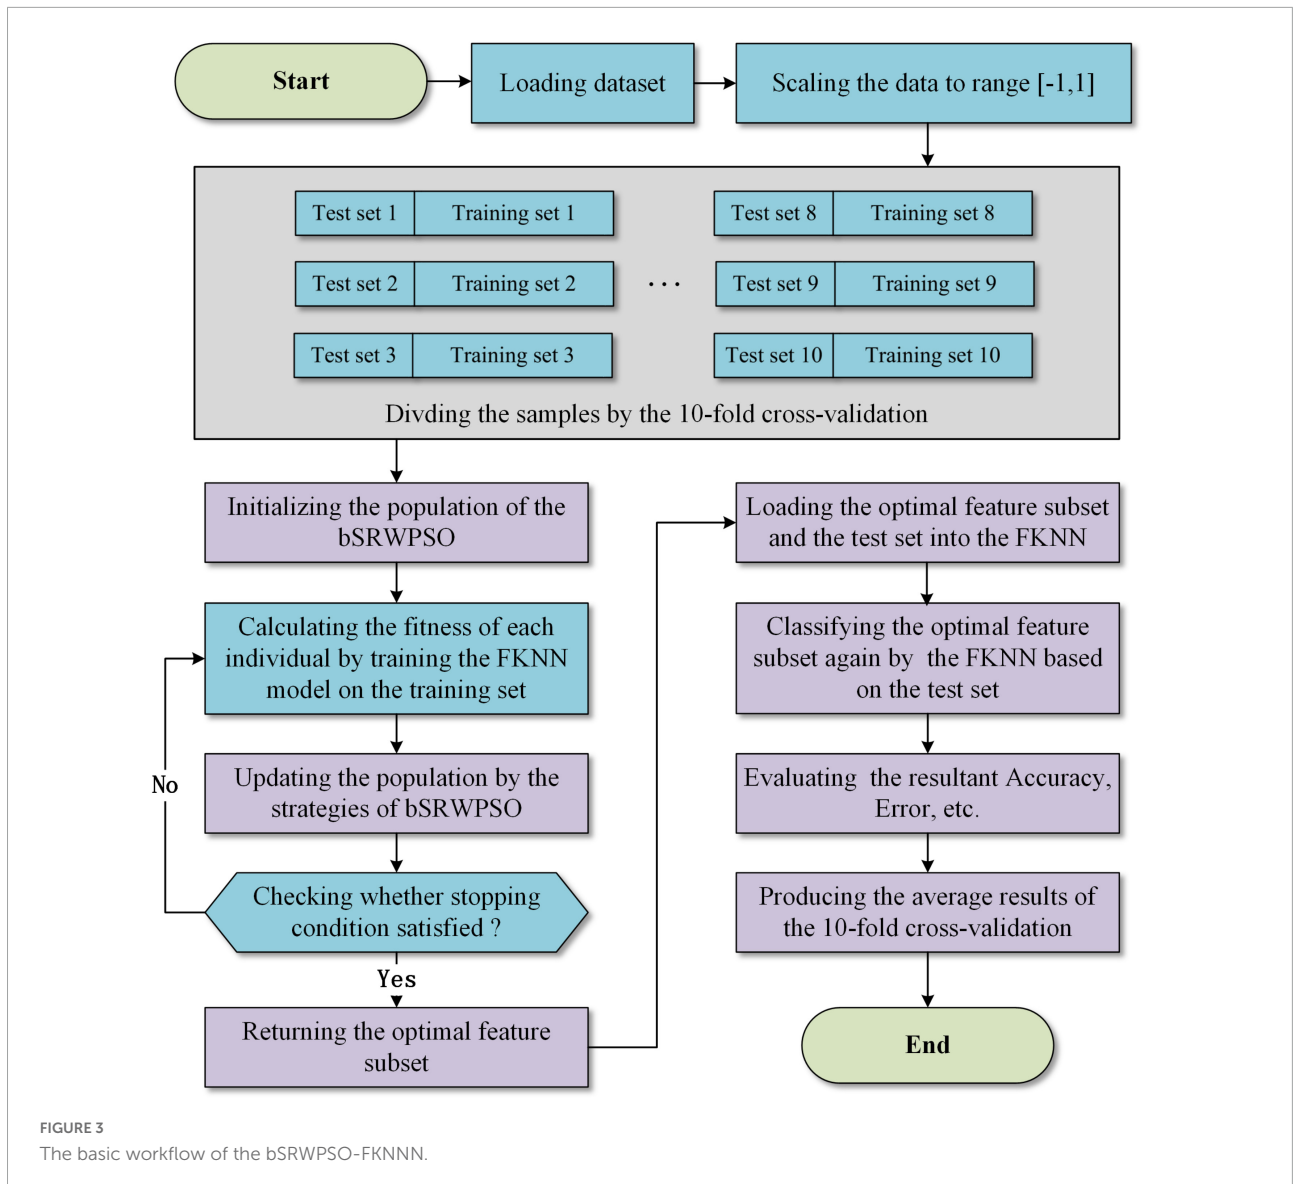 Start
Loading dataset
Scaling the data to range [-1,1]
Test set 1 Training set 1
Test set 8 Training set 8
Test set 2 Training set 2
...
Test set 9 Training set 9
Test set 3 Training set 3
Test set 10 Training set 10
Divding the samples by the 10-fold cross-validation
Initializing the population of the
bSRWPSO
Calculating the fitness of each
individual by training the FKNN
model on the training set
Updating the population by the
strategies of bSRWPSO
No
Checking whether stopping
condition satisfied ?
Yes
Returning the optimal feature
subset
Loading the optimal feature subset
and the test set into the FKNN
Classifying the optimal feature
subset again by the FKNN based
on the test set
Evaluating the resultant Accuracy,
Error, etc.
Producing the average results of
the 10-fold cross-validation
End
FIGURE 3
The basic workflow of the bSRWPSO-FKNNN.